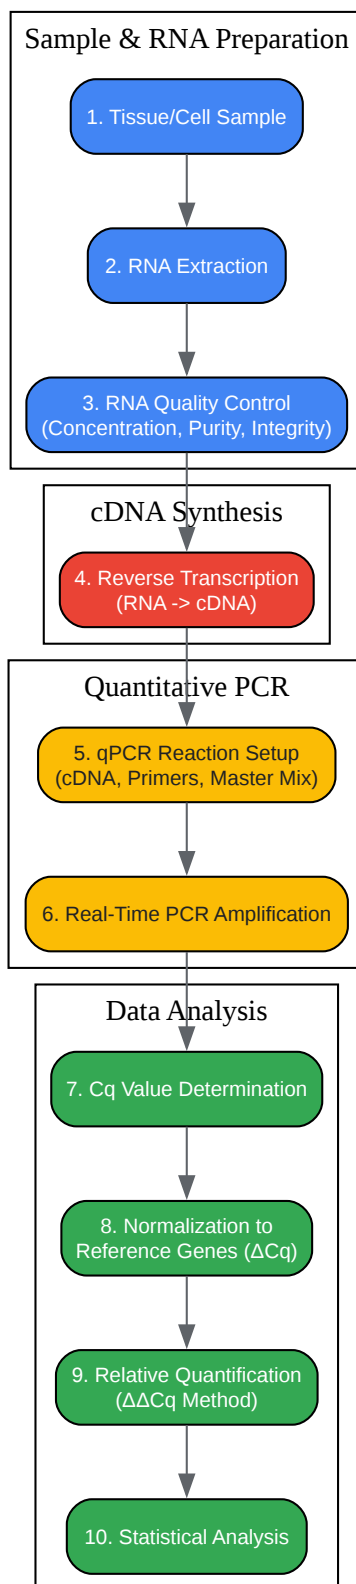 Sample & RNA Preparation
1. Tissue/Cell Sample
2. RNA Extraction
3. RNA Quality Control
(Concentration, Purity, Integrity)
cDNA Synthesis
4. Reverse Transcription
(RNA -> cDNA)
Quantitative PCR
5. qPCR Reaction Setup
(cDNA, Primers, Master Mix)
6. Real-Time PCR Amplification
Data Analysis
7. Cq Value Determination
8. Normalization to
Reference Genes (ΔCq)
9. Relative Quantification
(ΔΔCq Method)
10. Statistical Analysis